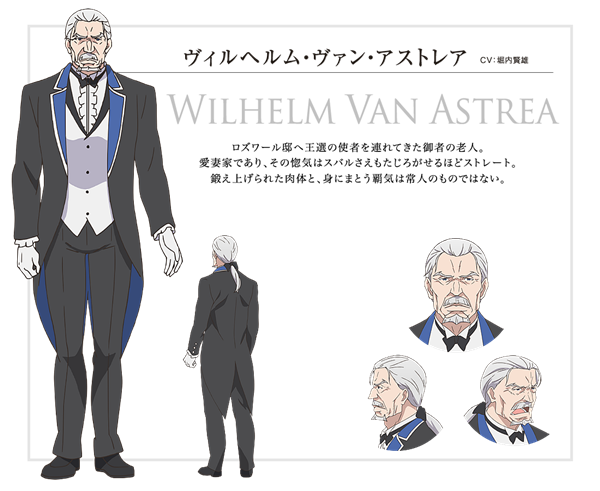 ヴィルヘルム・ヴァン・アストレア CV:堀内賢雄
WILHELM VAN ASTREA
ロズワール邸へ王選の使者を連れてきた御者の老人。
愛妻家であり、その惚気はスバルさえもたじろがせるほどストレート。
鍛え上げられた肉体と、身にまとう覇気は常人のものではない。